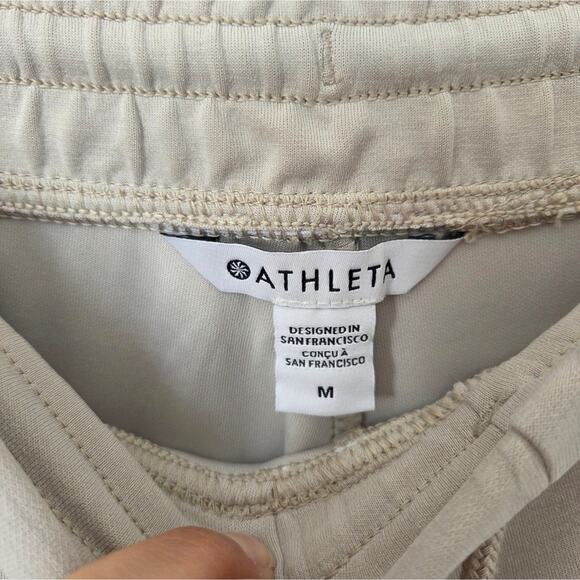 ATHLETA
DESIGNED IN
SAN FRANCISCO
CONÇU À
SAN FRANCISCO
M